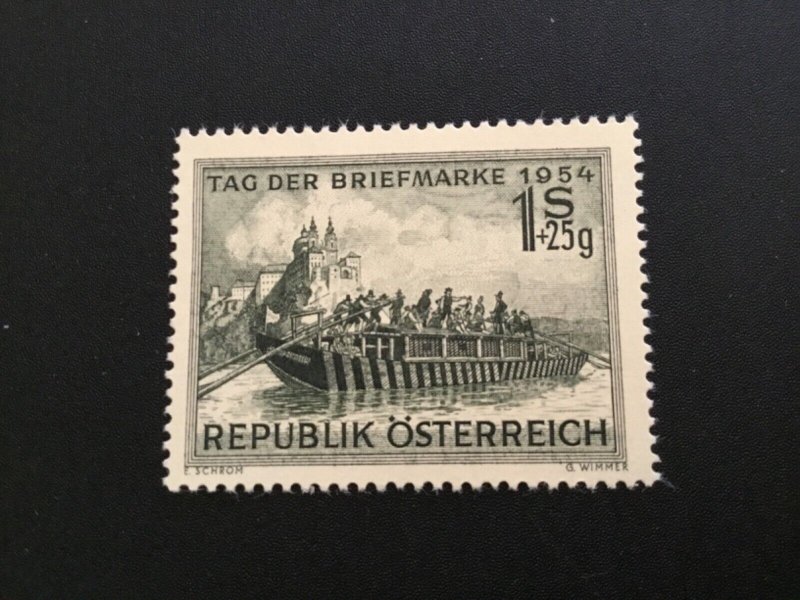 TAG DER BRIEFMARKE 1954
1S
+25g
REPUBLIK ÖSTERREICH
E. SCHROM
G. WIMMER